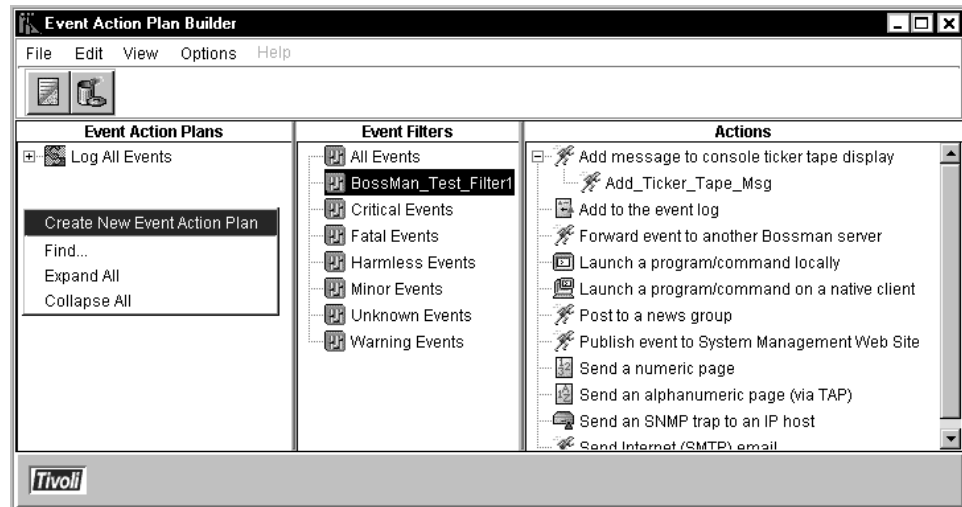 Event Action Plan Builder
File Edit View Options Help
Event Action Plans
Log All Events
Create New Event Action Plan
Find...
Expand All
Collapse All
Event Filters
All Events
BossMan_Test_Filter1
Critical Events
Fatal Events
Harmless Events
Minor Events
Unknown Events
Warning Events
Actions
Add message to console ticker tape display
Add_Ticker_Tape_Msg
Add to the event log
Forward event to another Bossman server
Launch a program/command locally
Launch a program/command on a native client
Post to a news group
Publish event to System Management Web Site
Send a numeric page
Send an alphanumeric page (via TAP)
Send an SNMP trap to an IP host
Send Internet (SMTP) email
Tivoli